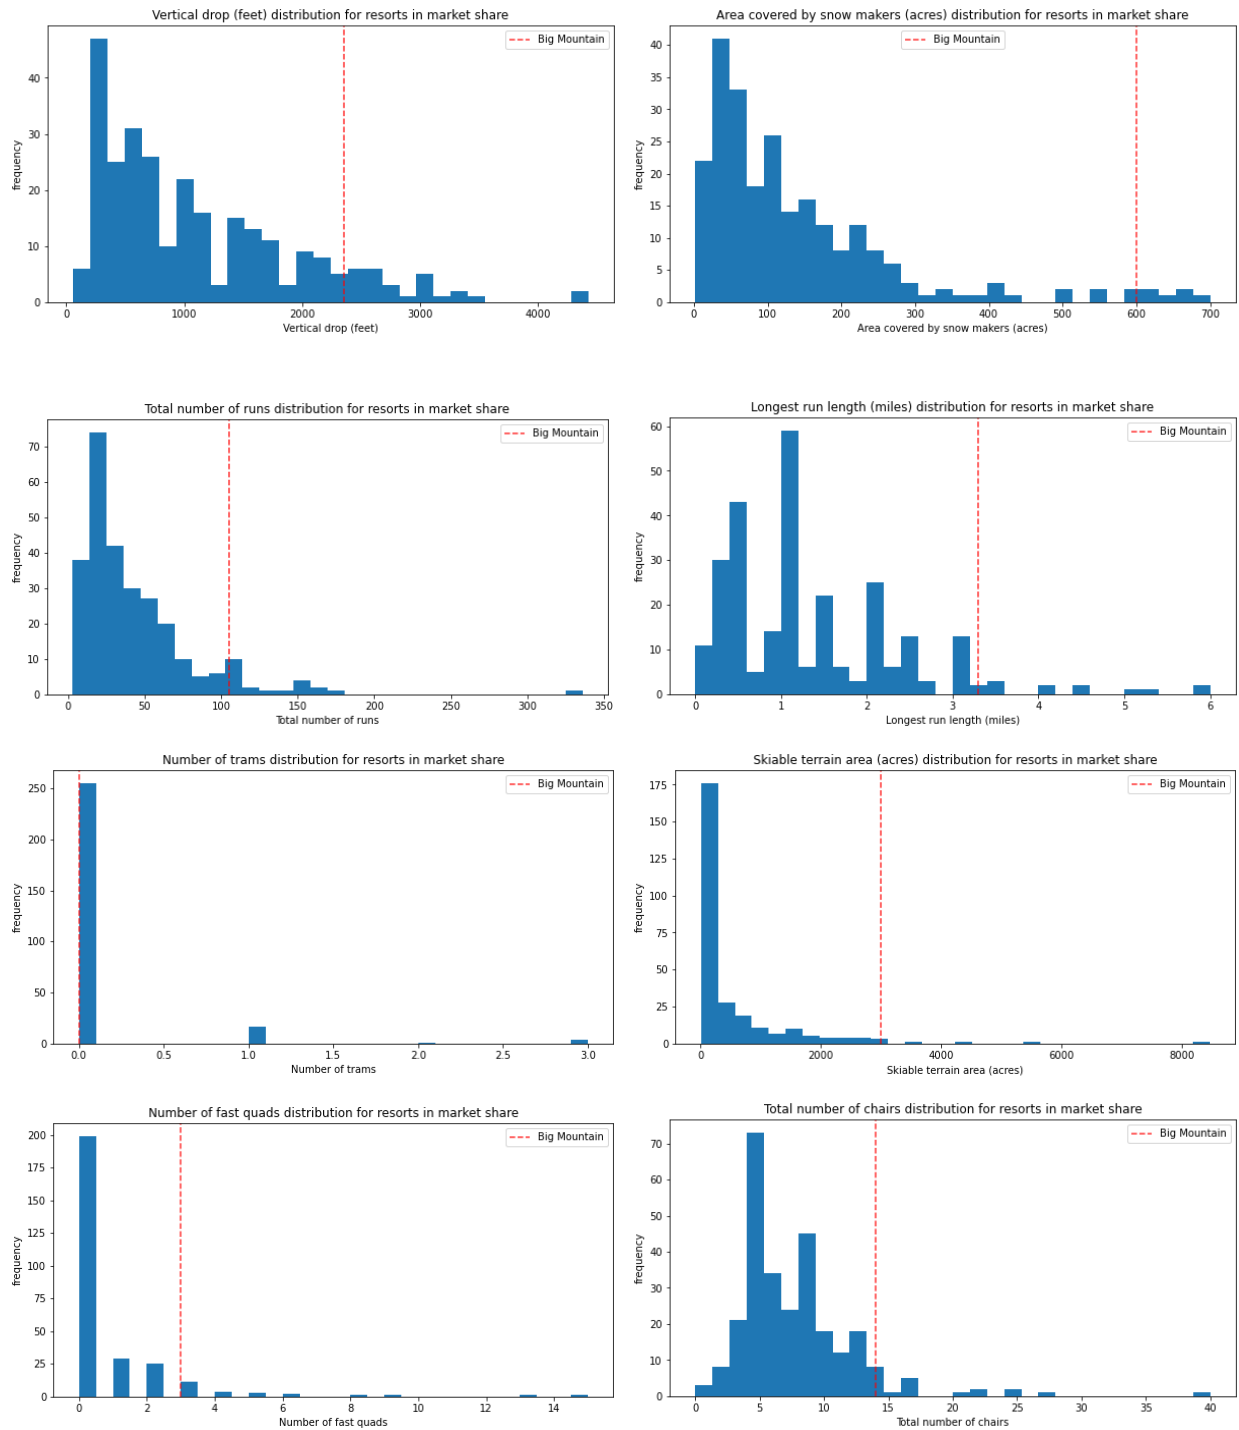 Vertical drop (feet) distribution for resorts in market share
Big Mountain
frequency
40
30
20
10
0
0 1000 2000 3000 4000
Vertical drop (feet)
Area covered by snow makers (acres) distribution for resorts in market share
Big Mountain
frequency
40
35
30
25
20
15
10
5
0
0 100 200 300 400 500 600 700
Area covered by snow makers (acres)
Total number of runs distribution for resorts in market share
Big Mountain
frequency
70
60
50
40
30
20
10
0
0 50 100 150 200 250 300 350
Total number of runs
Longest run length (miles) distribution for resorts in market share
Big Mountain
frequency
60
50
40
30
20
10
0
0 1 2 3 4 5 6
Longest run length (miles)
Number of trams distribution for resorts in market share
Big Mountain
frequency
250
200
150
100
50
0
0.0 0.5 1.0 1.5 2.0 2.5 3.0
Number of trams
Skiable terrain area (acres) distribution for resorts in market share
Big Mountain
frequency
175
150
125
100
75
50
25
0
0 2000 4000 6000 8000
Skiable terrain area (acres)
Number of fast quads distribution for resorts in market share
Big Mountain
frequency
200
175
150
125
100
75
50
25
0
0 2 4 6 8 10 12 14
Number of fast quads
Total number of chairs distribution for resorts in market share
Big Mountain
frequency
70
60
50
40
30
20
10
0
0 5 10 15 20 25 30 35 40
Total number of chairs